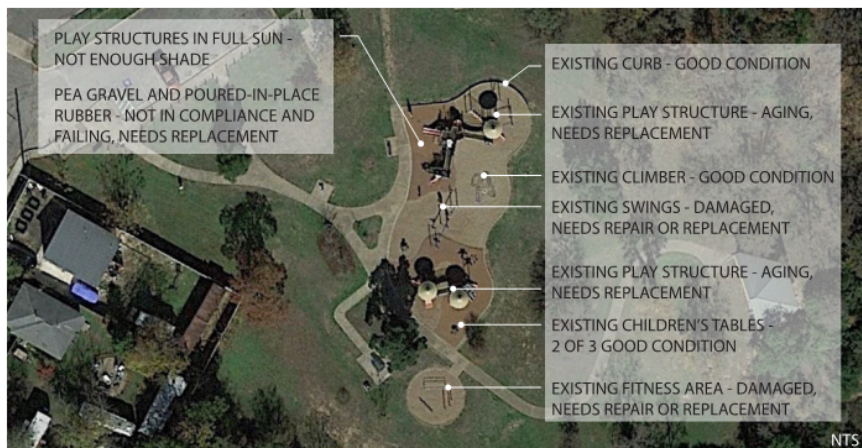 PLAY STRUCTURES IN FULL SUN -
NOT ENOUGH SHADE
PEA GRAVEL AND POURED-IN-PLACE
RUBBER - NOT IN COMPLIANCE AND
FAILING, NEEDS REPLACEMENT
EXISTING CURB - GOOD CONDITION
EXISTING PLAY STRUCTURE - AGING,
NEEDS REPLACEMENT
EXISTING CLIMBER - GOOD CONDITION
EXISTING SWINGS - DAMAGED,
NEEDS REPAIR OR REPLACEMENT
EXISTING PLAY STRUCTURE - AGING,
NEEDS REPLACEMENT
EXISTING CHILDREN'S TABLES -
2 OF 3 GOOD CONDITION
EXISTING FITNESS AREA - DAMAGED,
NEEDS REPAIR OR REPLACEMENT
NTS